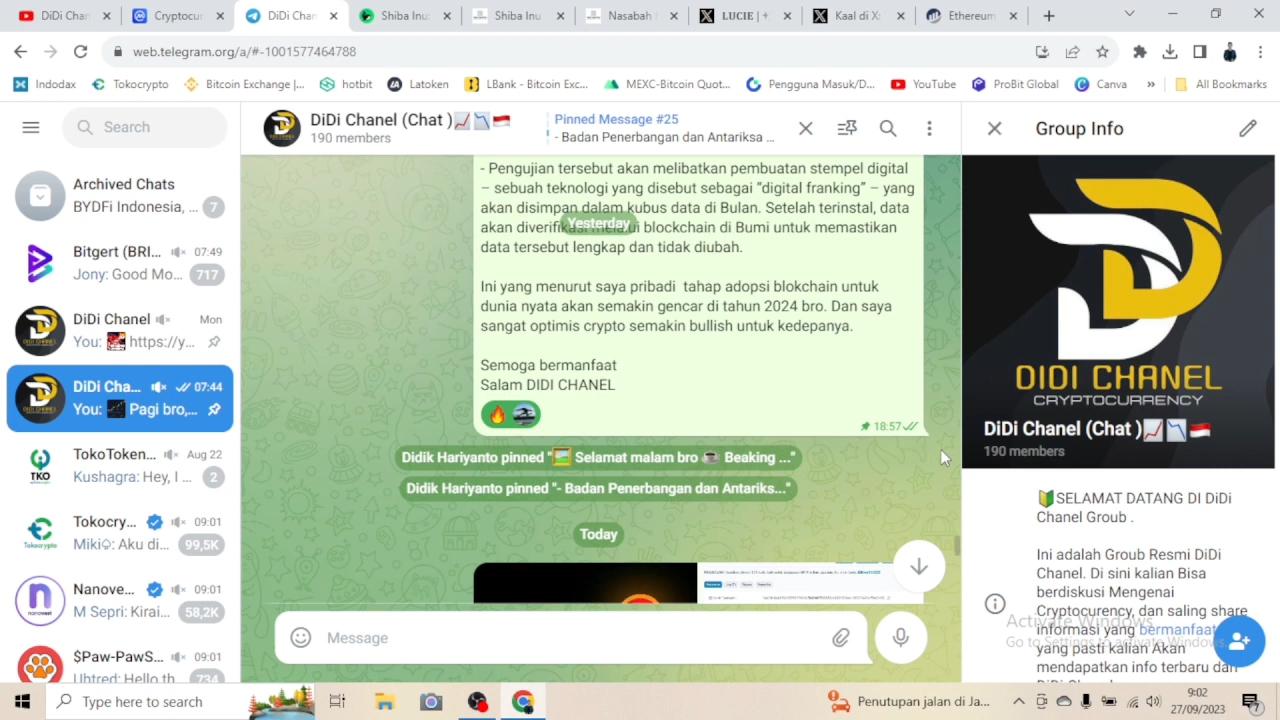 DiDi Chan
Cryptocur
DiDi Chan
Shiba Inu:
Shiba Inu
Nasabah
LUCIE |
Kaal di X:
Ethereum
web.telegram.org/a/#-1001577464788
Indodax
Tokocrypto
Bitcoin Exchange |...
hotbit
Latoken
LBank - Bitcoin Exc...
MEXC-Bitcoin Quot...
Pengguna Masuk/D...
YouTube
ProBit Global
Canva
»
All Bookmarks
Search
Archived Chats
BYDFi Indonesia, ... 7
Bitgert (BRI... 07:49
Jony: Good Mo... 717
DiDi Chanel Mon
You: https://y...
DiDi Cha... 07:44
You: Pagi bro,...
TokoToken... Aug 22
Kushagra: Hey, I ... 2
Tokocry... 09:01
Miki: Aku di... 99,5K
Nanove... 09:01
M Sepri: Kirai... 58,2K
nanovest
$Paw-PawS... 09:01
Uhtred: Hello th... 734
DiDi Chanel (Chat )📈📉🇮🇩
190 members
Pinned Message #25
- Badan Penerbangan dan Antariksa ...
- Pengujian tersebut akan melibatkan pembuatan stempel digital
– sebuah teknologi yang disebut sebagai “digital franking” – yang
akan disimpan dalam kubus data di Bulan. Setelah terinstal, data
Yesterday
akan diverifikasi melalui blockchain di Bumi untuk memastikan
data tersebut lengkap dan tidak diubah.
Ini yang menurut saya pribadi tahap adopsi blokchain untuk
dunia nyata akan semakin gencar di tahun 2024 bro. Dan saya
sangat optimis crypto semakin bullish untuk kedepanya.
Semoga bermanfaat
Salam DIDI CHANEL
18:57
Didik Hariyanto pinned "🖼 Selamat malam bro ☕ Beaking ..."
Didik Hariyanto pinned "- Badan Penerbangan dan Antariks..."
Today
Message
Group Info
DIDI CHANEL
CRYPTOCURRENCY
DiDi Chanel (Chat )📈📉🇮🇩
190 members
🔰SELAMAT DATANG DI DiDi
Chanel Groub .
Ini adalah Groub Resmi DiDi
Chanel. Di sini kalian Bisa
berdiskusi Mengenai
Cryptocurency, dan saling share
informasi yang bermanfaat
yang pasti kalian Akan
mendapatkan info terbaru dari
Activate Windows
Go to Settings to activate Windows.
Type here to search
Penutupan jalan di Ja...
9:02
27/09/2023
7